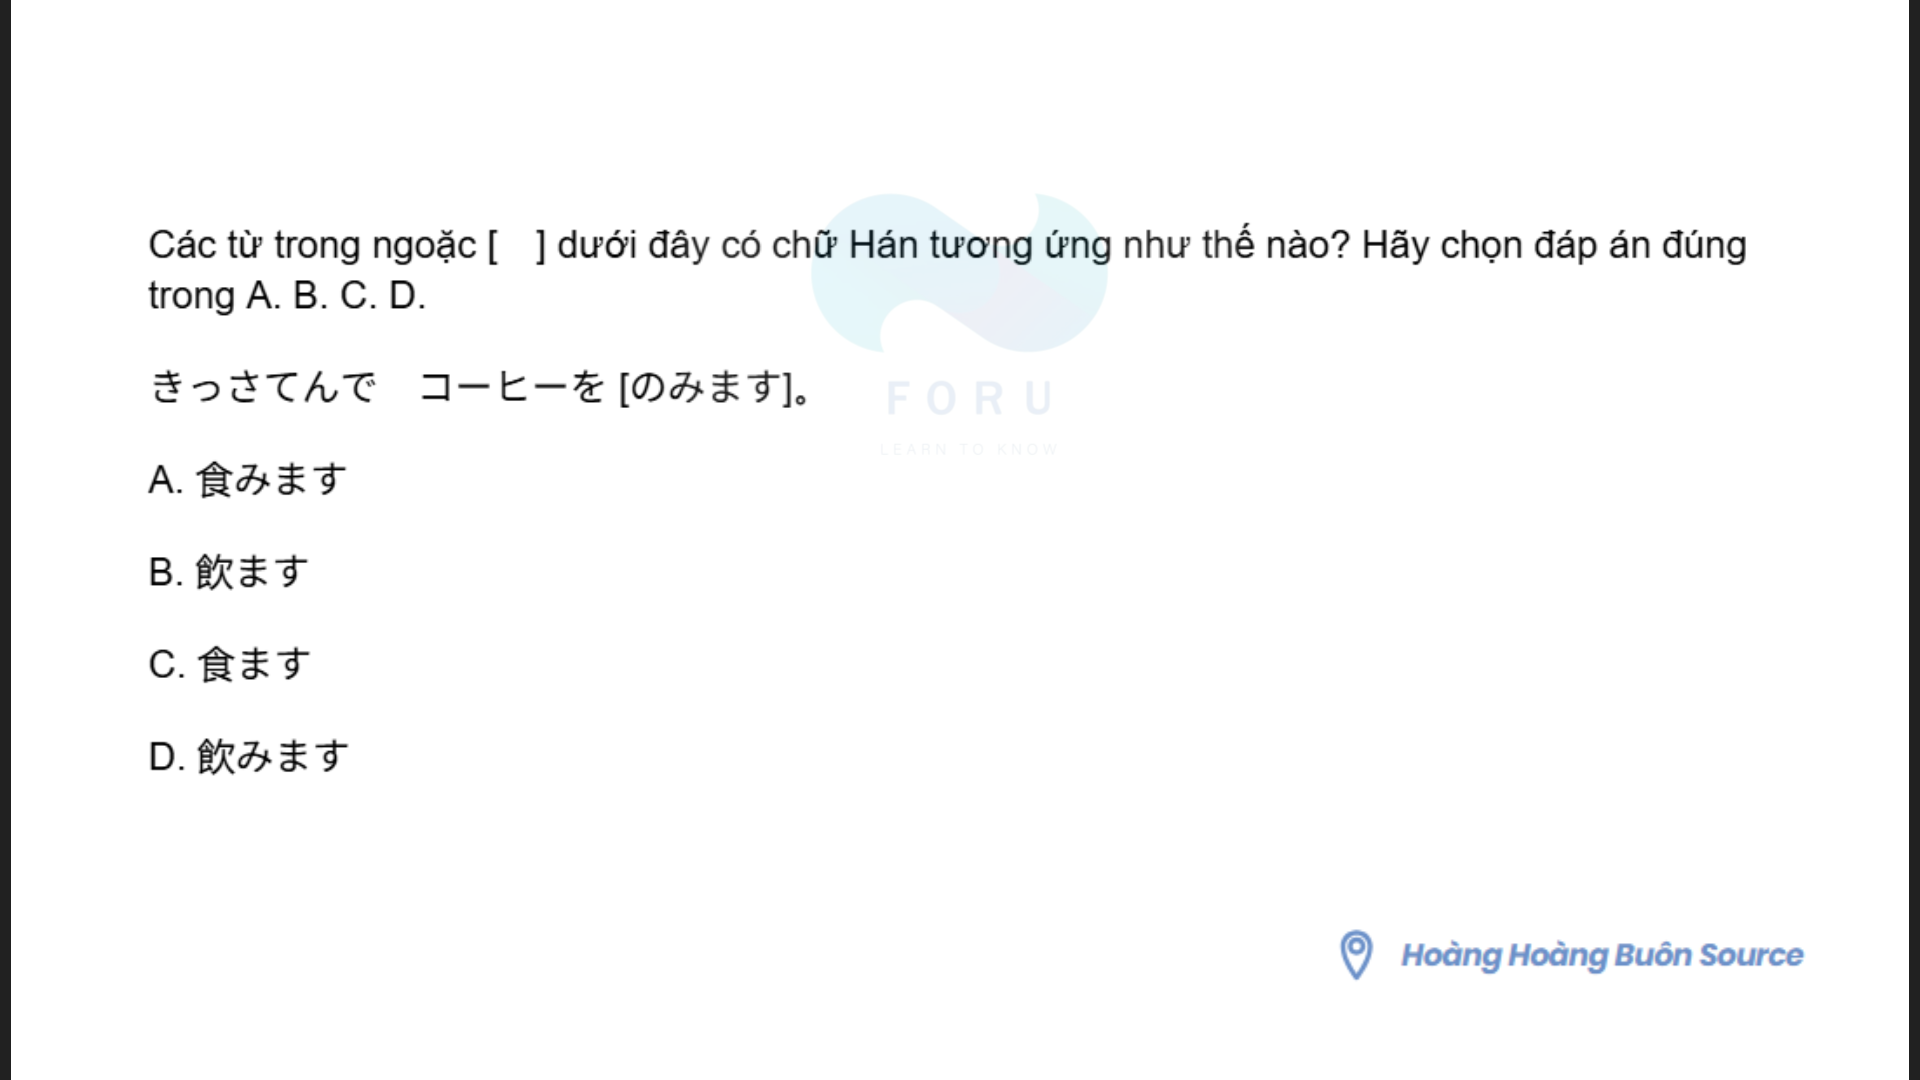 Các từ trong ngoặc [　] dưới đây có chữ Hán tương ứng như thế nào? Hãy chọn đáp án đúng
trong A. B. C. D.
きっさてんで　コーヒーを [のみます]。
FORU
LEARN TO KNOW
A. 食みます
B. 飲ます
C. 食ます
D. 飲みます
Hoàng Hoàng Buôn Source